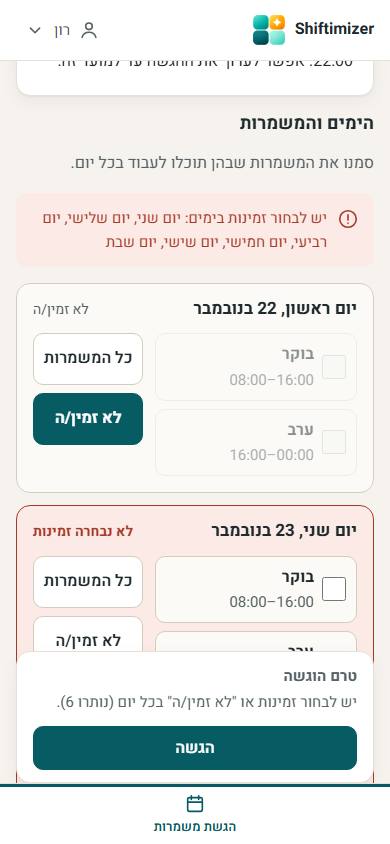 Shiftimizer
רון
22:00. אפשר לערוך את ההגשה עד למועד זה.
הימים והמשמרות
סמנו את המשמרות שבהן תוכלו לעבוד בכל יום.
יש לבחור זמינות בימים: יום שני, יום שלישי, יום
רביעי, יום חמישי, יום שישי, יום שבת
יום ראשון, 22 בנובמבר
לא זמין/ה
בוקר
08:00–16:00
ערב
16:00–00:00
כל המשמרות
לא זמין/ה
יום שני, 23 בנובמבר
לא נבחרה זמינות
בוקר
08:00–16:00
ערב
כל המשמרות
לא זמין/ה
טרם הוגשה
יש לבחור זמינות או "לא זמין/ה" בכל יום (נותרו 6).
הגשה
הגשת משמרות